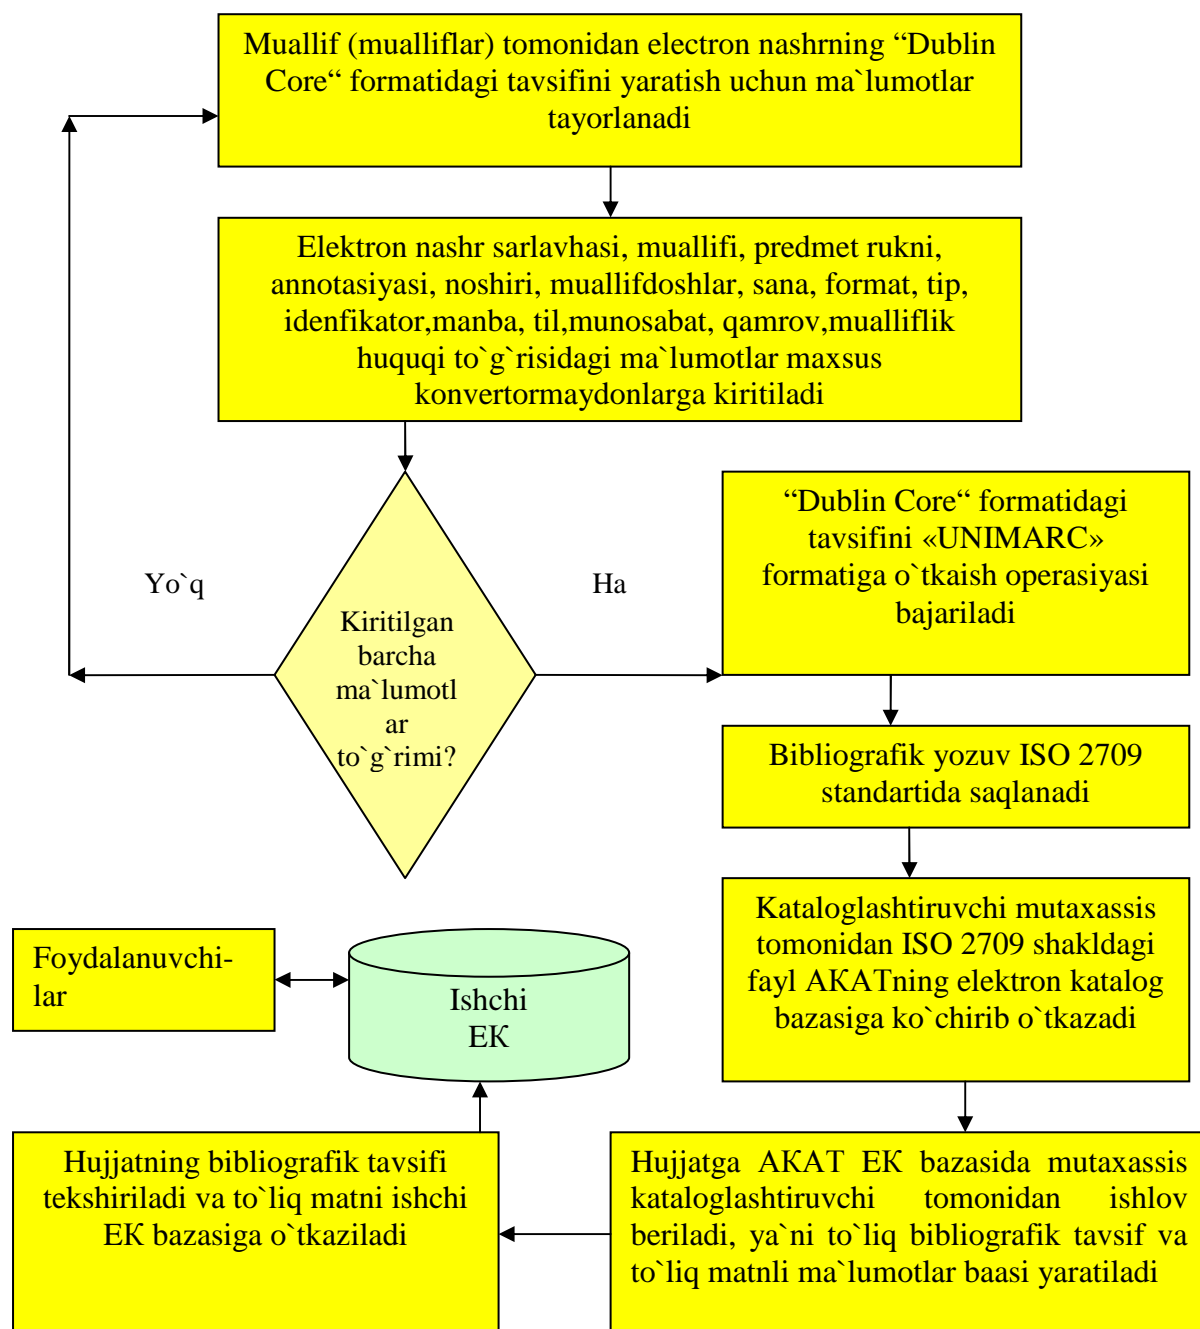 Muallif (mualliflar) tomonidan electron nashrning “Dublin
Core“ formatidagi tavsifini yaratish uchun ma`lumotlar
tayorlanadi
Elektron nashr sarlavhasi, muallifi, predmet rukni,
annotasiyasi, noshiri, muallifdoshlar, sana, format, tip,
idenfikator,manba, til,munosabat, qamrov,mualliflik
huquqi to`g`risidagi ma`lumotlar maxsus
konvertormaydonlarga kiritiladi
Yo`q
Ha
Kiritilgan
barcha
ma`lumotl
ar
to`g`rimi?
“Dublin Core“ formatidagi
tavsifini «UNIMARC»
formatiga o`tkaish operasiyasi
bajariladi
Bibliografik yozuv ISO 2709
standartida saqlanadi
Kataloglashtiruvchi mutaxassis
tomonidan ISO 2709 shakldagi
fayl AКATning elektron katalog
bazasiga ko`chirib o`tkazadi
Foydalanuvchi-
lar
Ishchi
EК
Hujjatning bibliografik tavsifi
tekshiriladi va to`liq matni ishchi
EК bazasiga o`tkaziladi
Hujjatga AКAT EК bazasida mutaxassis
kataloglashtiruvchi tomonidan ishlov
beriladi, ya`ni to`liq bibliografik tavsif va
to`liq matnli ma`lumotlar baasi yaratiladi